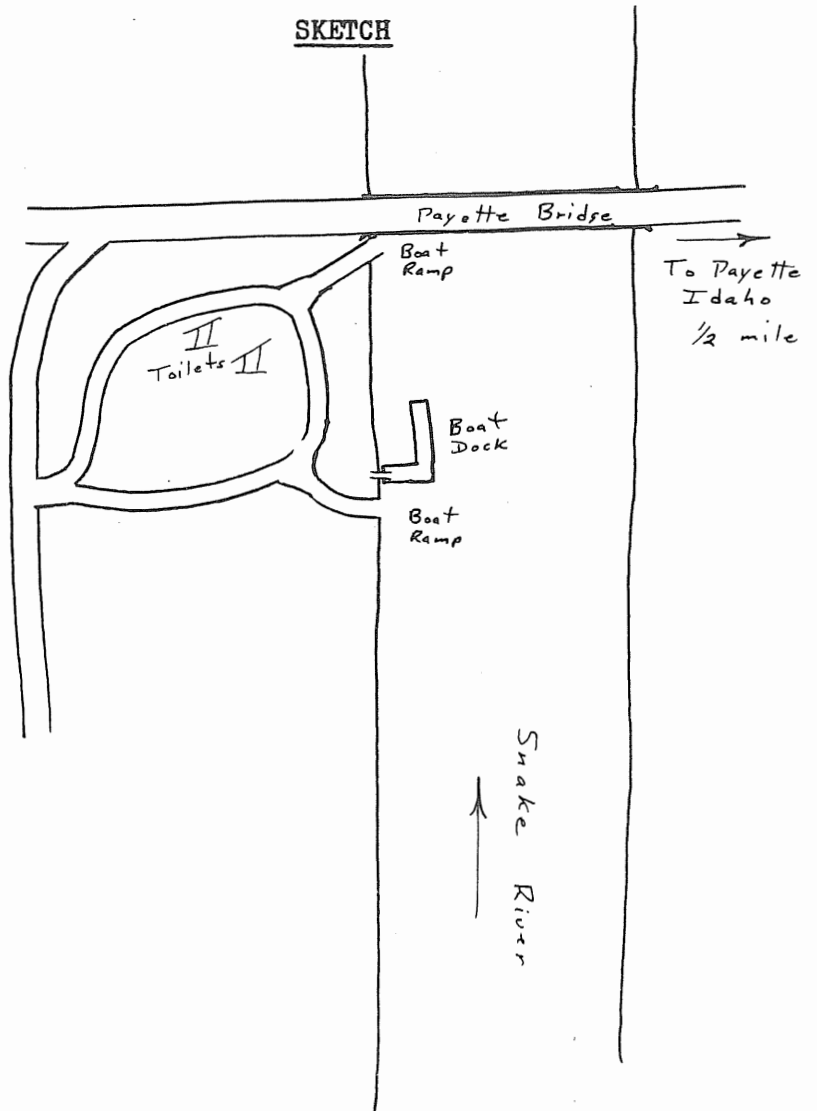 SKETCH
Payette Bridge
Boat
Ramp
To Payette
Idaho
1/2 mile
Toilets
Boat
Dock
Boat
Ramp
Snake River